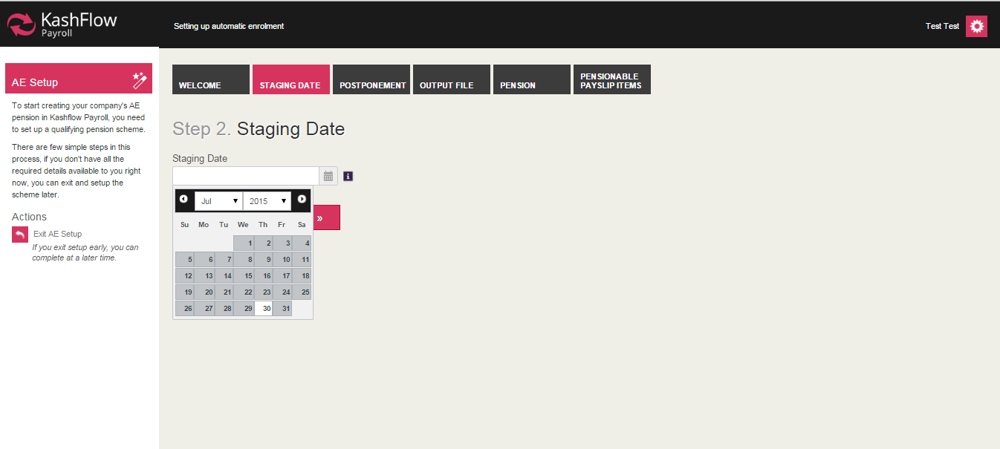 KashFlow
Payroll
Setting up automatic enrolment
Test Test
AE Setup
To start creating your company's AE
pension in Kashflow Payroll, you need
to set up a qualifying pension scheme.
There are few simple steps in this
process, if you don't have all the
required details available to you right
now, you can exit and setup the
scheme later.
Actions
Exit AE Setup
If you exit setup early, you can
complete at a later time.
WELCOME
STAGING DATE
POSTPONEMENT
OUTPUT FILE
PENSION
PENSIONABLE
PAYSLIP ITEMS
Step 2. Staging Date
Staging Date
i
Jul 2015
»
Su Mo Tu We Th Fr Sa
1 2 3 4
5 6 7 8 9 10 11
12 13 14 15 16 17 18
19 20 21 22 23 24 25
26 27 28 29 30 31